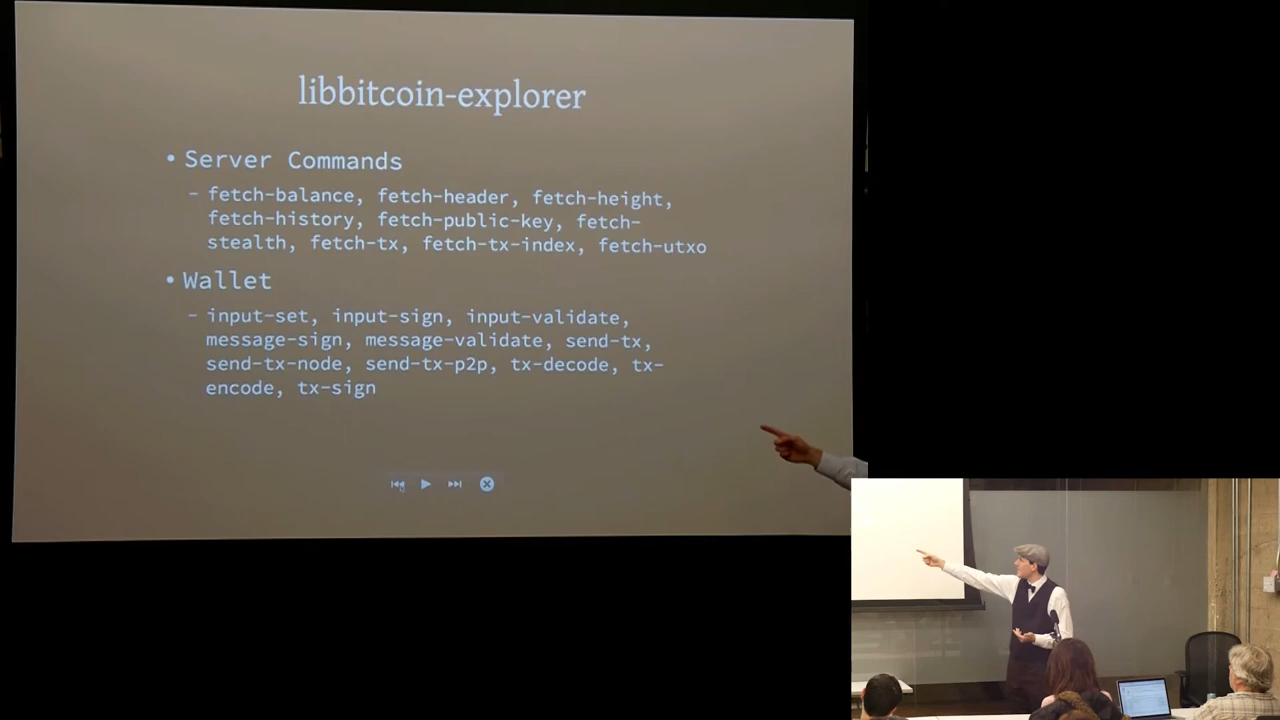 libbitcoin-explorer
• Server Commands
– fetch-balance, fetch-header, fetch-height,
fetch-history, fetch-public-key, fetch-
stealth, fetch-tx, fetch-tx-index, fetch-utxo
• Wallet
– input-set, input-sign, input-validate,
message-sign, message-validate, send-tx,
send-tx-node, send-tx-p2p, tx-decode, tx-
encode, tx-sign